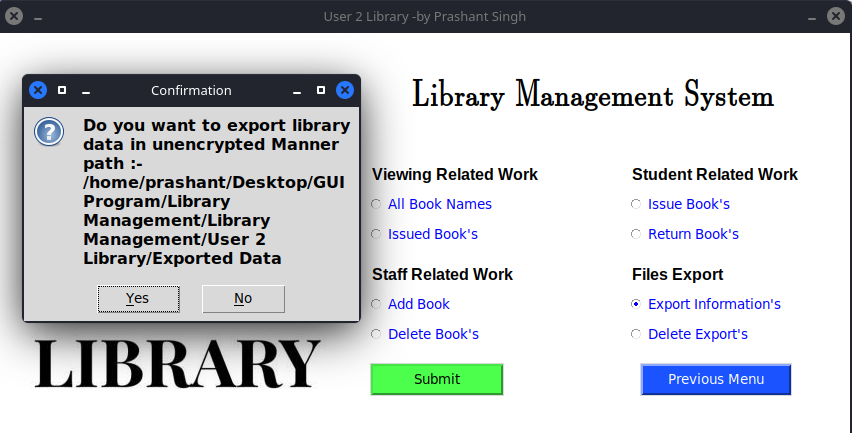 User 2 Library -by Prashant Singh
Confirmation
Do you want to export library
data in unencrypted Manner
path :-
/home/prashant/Desktop/GUI
Program/Library
Management/Library
Management/User 2
Library/Exported Data
Yes
No
LIBRARY
Library Management System
Viewing Related Work
All Book Names
Issued Book's
Student Related Work
Issue Book's
Return Book's
Staff Related Work
Add Book
Delete Book's
Files Export
Export Information's
Delete Export's
Submit
Previous Menu